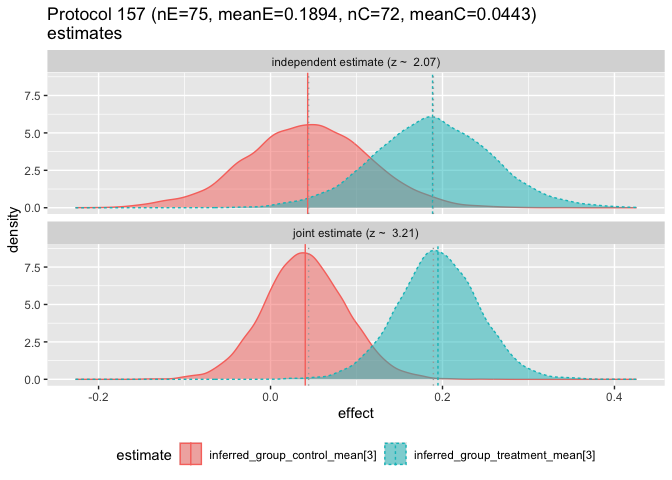 Protocol 157 (nE=75, meanE=0.1894, nC=72, meanC=0.0443)
estimates
independent estimate (z ~ 2.07)
7.5
5.0
2.5
0.0
density
joint estimate (z ~ 3.21)
7.5
5.0
2.5
0.0
-0.2 0.0 0.2 0.4
effect
estimate inferred_group_control_mean[3] inferred_group_treatment_mean[3]